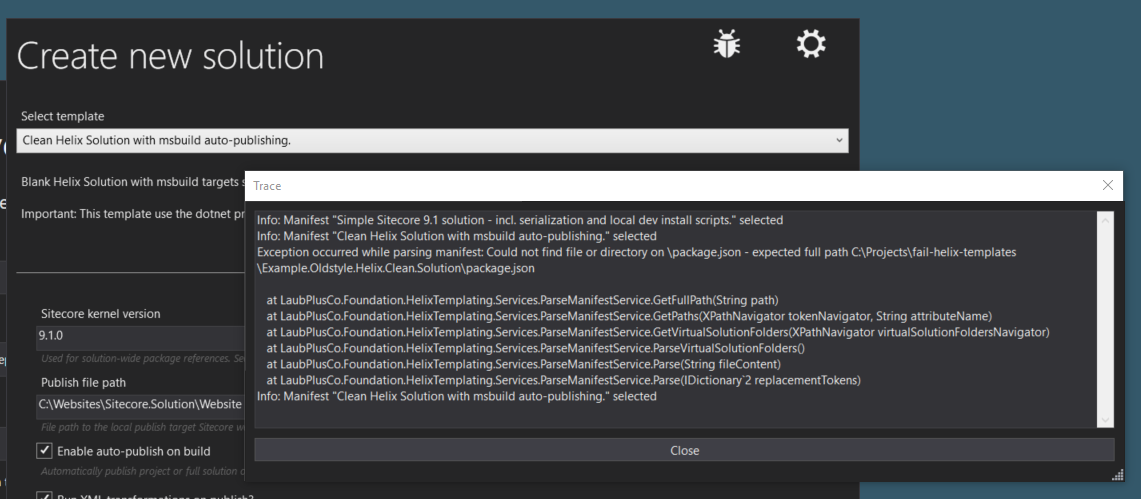 Create new solution
Select template
Clean Helix Solution with msbuild auto-publishing.
Blank Helix Solution with msbuild targets
Important: This template use the dotnet
Trace
Info: Manifest "Simple Sitecore 9.1 solution - incl. serialization and local dev install scripts." selected
Info: Manifest "Clean Helix Solution with msbuild auto-publishing." selected
Exception occurred while parsing manifest: Could not find file or directory on \package.json - expected full path C:\Projects\fail-helix-templates
\Example.Oldstyle.Helix.Clean.Solution\package.json
at LaubPlusCo.Foundation.HelixTemplating.Services.ParseManifestService.GetFullPath(String path)
at LaubPlusCo.Foundation.HelixTemplating.Services.ParseManifestService.GetPaths(XPathNavigator tokenNavigator, String attributeName)
at LaubPlusCo.Foundation.HelixTemplating.Services.ParseManifestService.GetVirtualSolutionFolders(XPathNavigator virtualSolutionFoldersNavigator)
at LaubPlusCo.Foundation.HelixTemplating.Services.ParseManifestService.ParseVirtualSolutionFolders()
at LaubPlusCo.Foundation.HelixTemplating.Services.ParseManifestService.Parse(String fileContent)
at LaubPlusCo.Foundation.HelixTemplating.Services.ParseManifestService.Parse(IDictionary`2 replacementTokens)
Info: Manifest "Clean Helix Solution with msbuild auto-publishing." selected
Close
Sitecore kernel version
9.1.0
Used for solution-wide package references.
Publish file path
C:\Websites\Sitecore.Solution\Website
File path to the local publish target Sitecore
Enable auto-publish on build
Automatically publish project or full solution
Run XML transformations on publish?